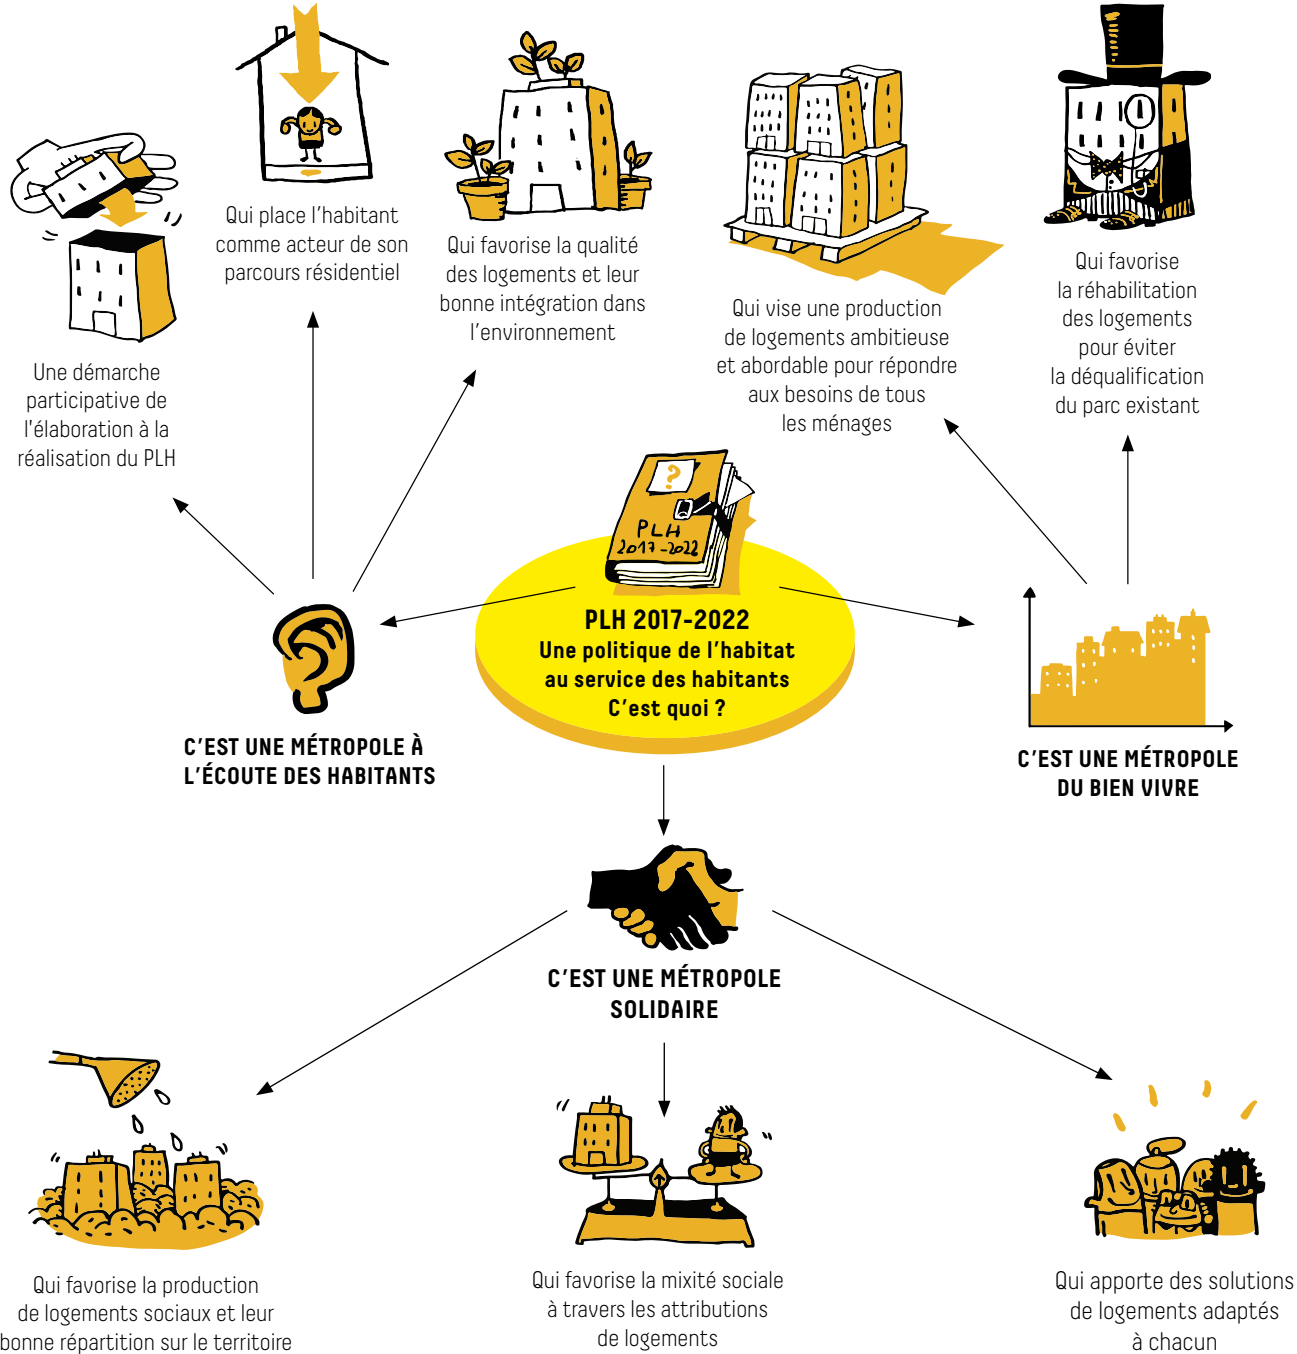 Qui place l'habitant
comme acteur de son
parcours résidentiel
Qui favorise la qualité
des logements et leur
bonne intégration dans
l'environnement
Qui vise une production
de logements ambitieuse
et abordable pour répondre
aux besoins de tous
les ménages
Qui favorise
la réhabilitation
des logements
pour éviter
la déqualification
du parc existant
Une démarche
participative de
l'élaboration à la
réalisation du PLH
?
PLH
2017-2022
PLH 2017-2022
Une politique de l'habitat
au service des habitants
C'est quoi ?
C'EST UNE MÉTROPOLE À
L'ÉCOUTE DES HABITANTS
C'EST UNE MÉTROPOLE
DU BIEN VIVRE
C'EST UNE MÉTROPOLE
SOLIDAIRE
Qui favorise la production
de logements sociaux et leur
bonne répartition sur le territoire
Qui favorise la mixité sociale
à travers les attributions
de logements
Qui apporte des solutions
de logements adaptés
à chacun